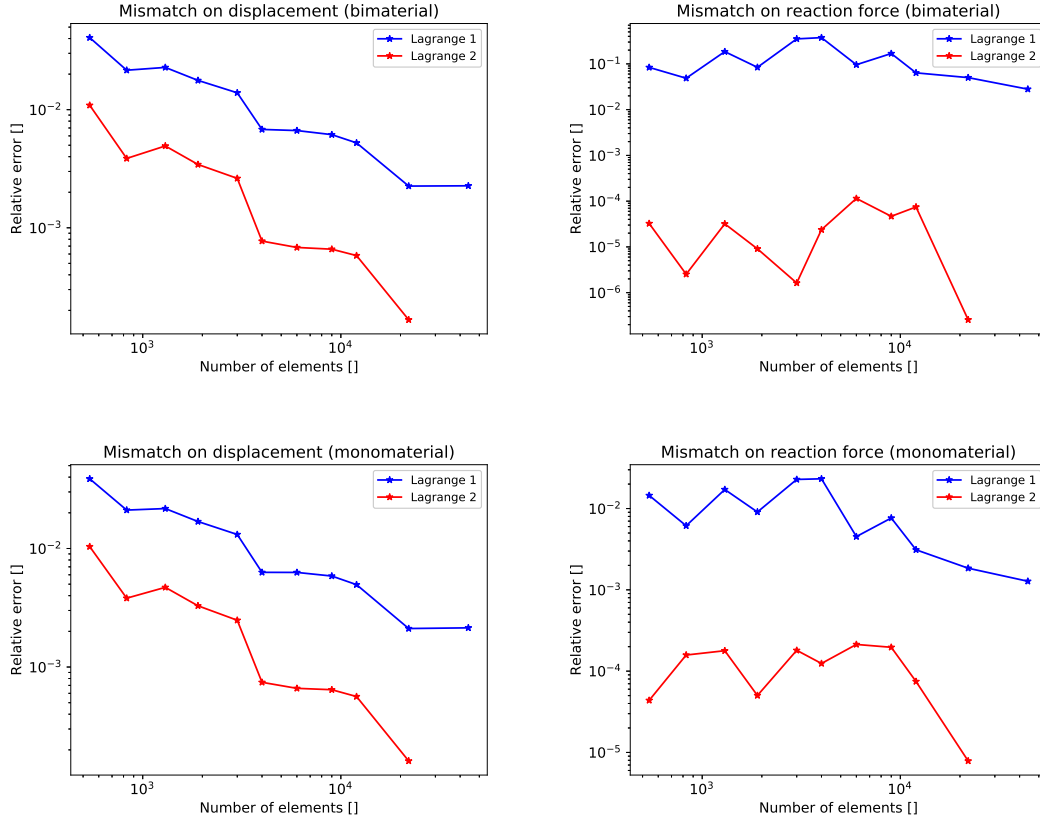 Mismatch on displacement (bimaterial)
Lagrange 1
Lagrange 2
10^-2
10^-3
Relative error []
10^3
10^4
Number of elements []
Mismatch on reaction force (bimaterial)
Lagrange 1
Lagrange 2
10^-1
10^-2
10^-3
10^-4
10^-5
10^-6
Relative error []
10^3
10^4
Number of elements []
Mismatch on displacement (monomaterial)
Lagrange 1
Lagrange 2
10^-2
10^-3
Relative error []
10^3
10^4
Number of elements []
Mismatch on reaction force (monomaterial)
Lagrange 1
Lagrange 2
10^-2
10^-3
10^-4
10^-5
Relative error []
10^3
10^4
Number of elements []